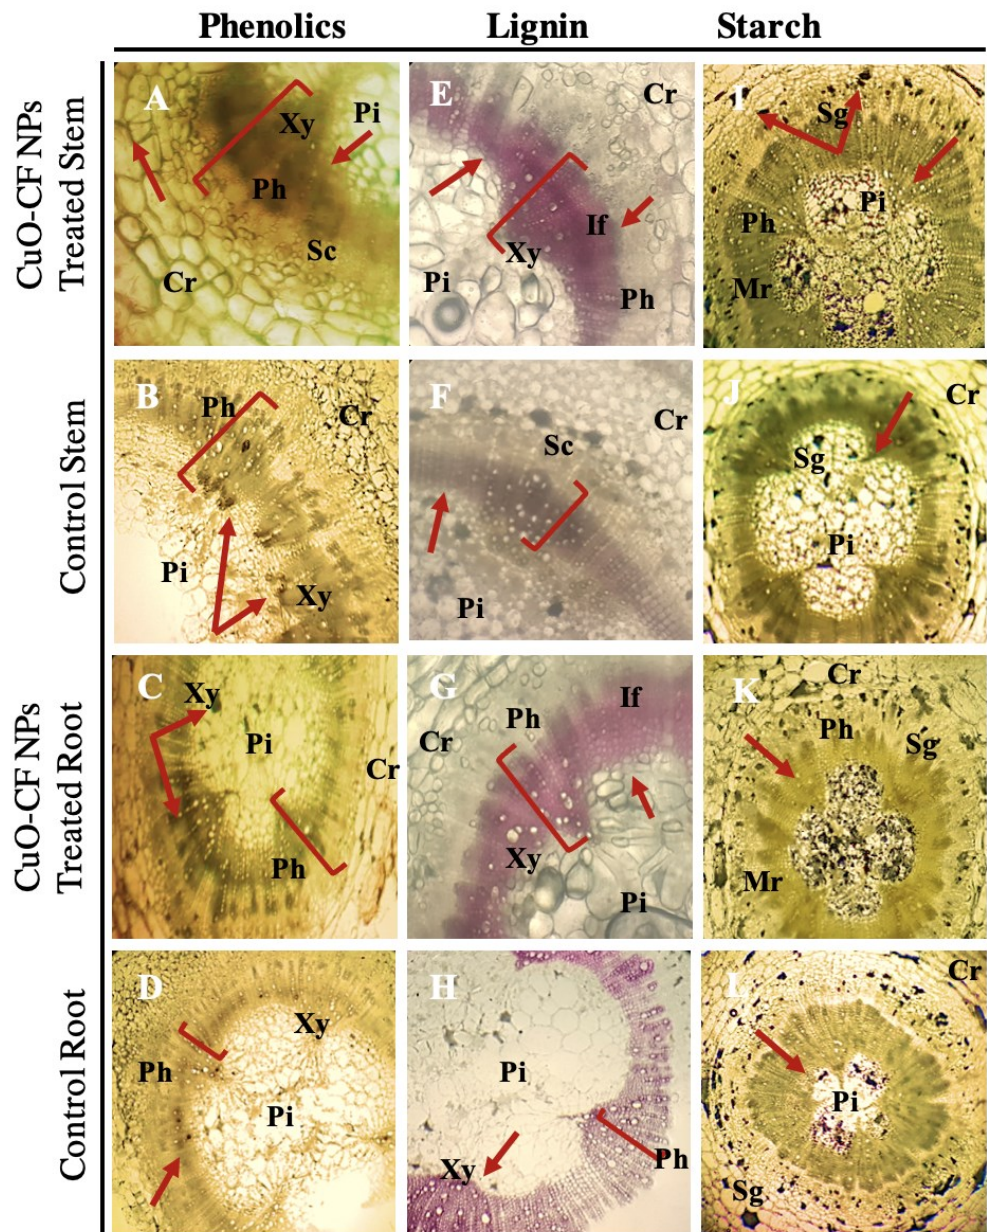 Phenolics Lignin Starch
CuO-CF NPs
Treated Stem
A
Xy
Pi
Ph
Sc
Cr
E
Cr
If
Xy
Pi
Ph
I
Sg
Pi
Ph
Mr
Control Stem
B
Ph
Cr
Pi
Xy
F
Cr
Sc
Pi
J
Cr
Sg
Pi
CuO-CF NPs
Treated Root
C
Xy
Pi
Cr
Ph
G
If
Ph
Cr
Xy
Pi
K
Cr
Ph
Sg
Mr
Control Root
D
Xy
Ph
Pi
H
Pi
Xy
Ph
L
Cr
Pi
Sg